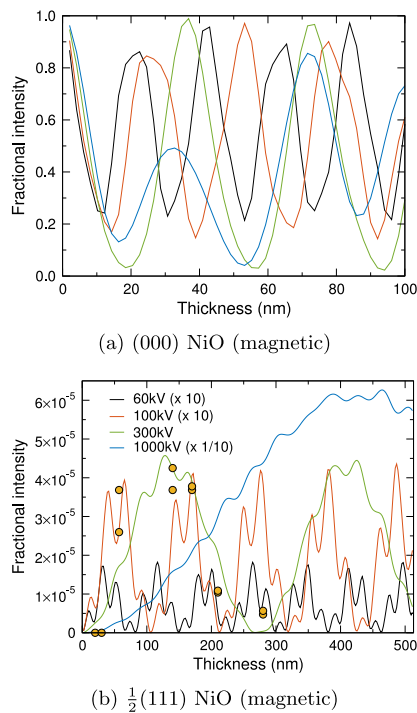 1.0
0.8
0.6
0.4
0.2
0.0
Fractional intensity
0 20 40 60 80 100
Thickness (nm)
(a) (000) NiO (magnetic)
6×10⁻⁵
5×10⁻⁵
4×10⁻⁵
3×10⁻⁵
2×10⁻⁵
1×10⁻⁵
0
Fractional intensity
60kV (x 10)
100kV (x 10)
300kV
1000kV (x 1/10)
0 100 200 300 400 500
Thickness (nm)
(b) ½(111) NiO (magnetic)